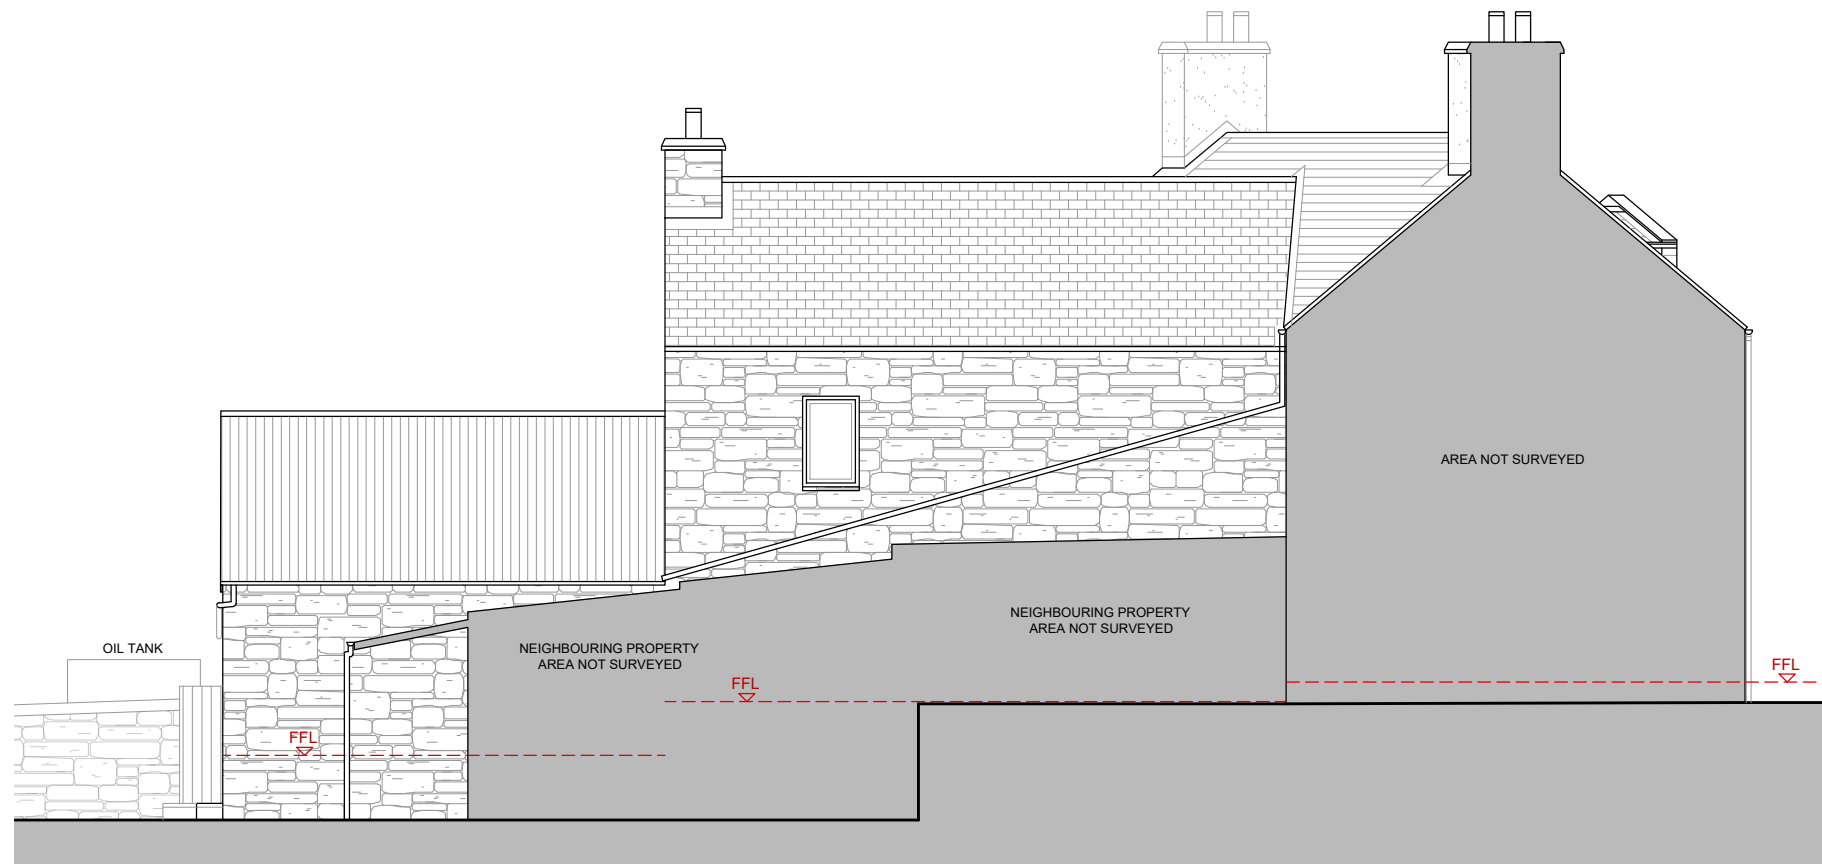 AREA NOT SURVEYED
NEIGHBOURING PROPERTY
AREA NOT SURVEYED
OIL TANK
NEIGHBOURING PROPERTY
AREA NOT SURVEYED
FFL
FFL
FFL